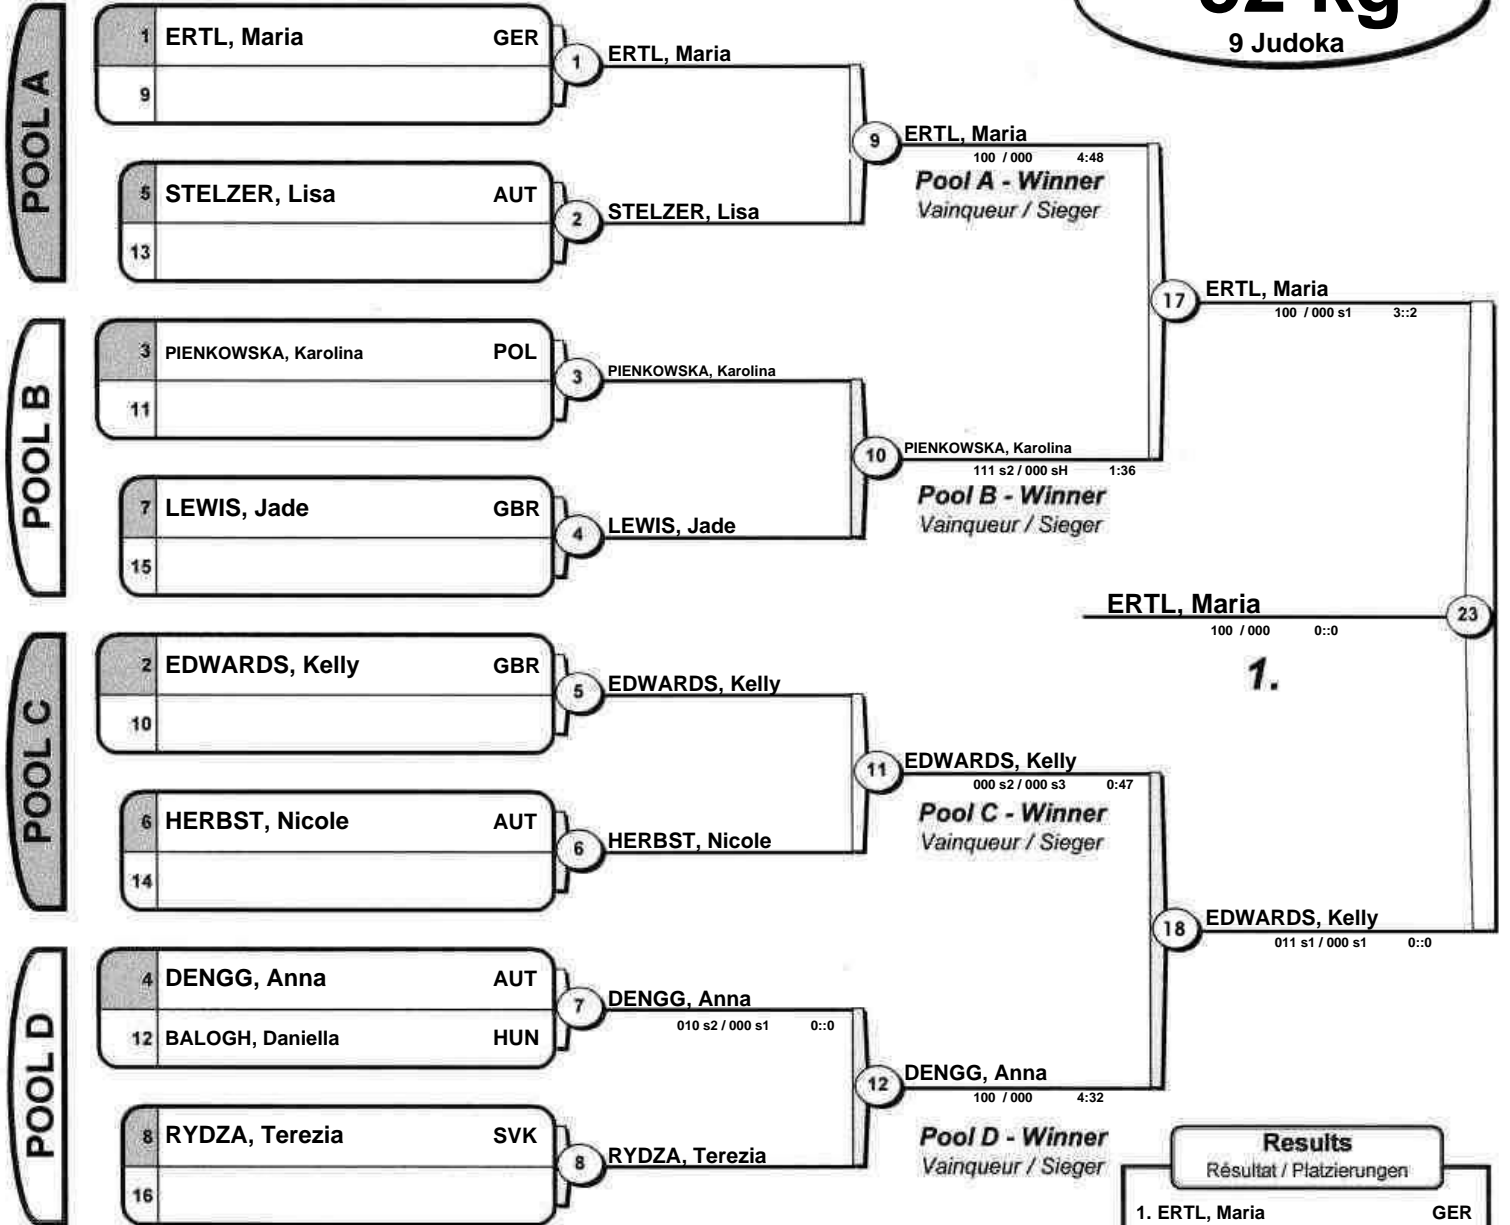 52 kg
9 Judoka
POOL A
1 ERTL, Maria GER
9
1 ERTL, Maria
5 STELZER, Lisa AUT
13
2 STELZER, Lisa
9 ERTL, Maria
100 / 000 4:48
Pool A - Winner
Vainqueur / Sieger
POOL B
3 PIENKOWSKA, Karolina POL
11
3 PIENKOWSKA, Karolina
7 LEWIS, Jade GBR
15
4 LEWIS, Jade
10 PIENKOWSKA, Karolina
111 s2 / 000 sH 1:36
Pool B - Winner
Vainqueur / Sieger
17 ERTL, Maria
100 / 000 s1 3::2
ERTL, Maria 23
100 / 000 0::0
1.
POOL C
2 EDWARDS, Kelly GBR
10
5 EDWARDS, Kelly
6 HERBST, Nicole AUT
14
6 HERBST, Nicole
11 EDWARDS, Kelly
000 s2 / 000 s3 0:47
Pool C - Winner
Vainqueur / Sieger
POOL D
4 DENGG, Anna AUT
12 BALOGH, Daniella HUN
7 DENGG, Anna
010 s2 / 000 s1 0::0
8 RYDZA, Terezia SVK
16
8 RYDZA, Terezia
12 DENGG, Anna
100 / 000 4:32
Pool D - Winner
Vainqueur / Sieger
18 EDWARDS, Kelly
011 s1 / 000 s1 0::0
Results
Résultat / Platzierungen
1. ERTL, Maria GER